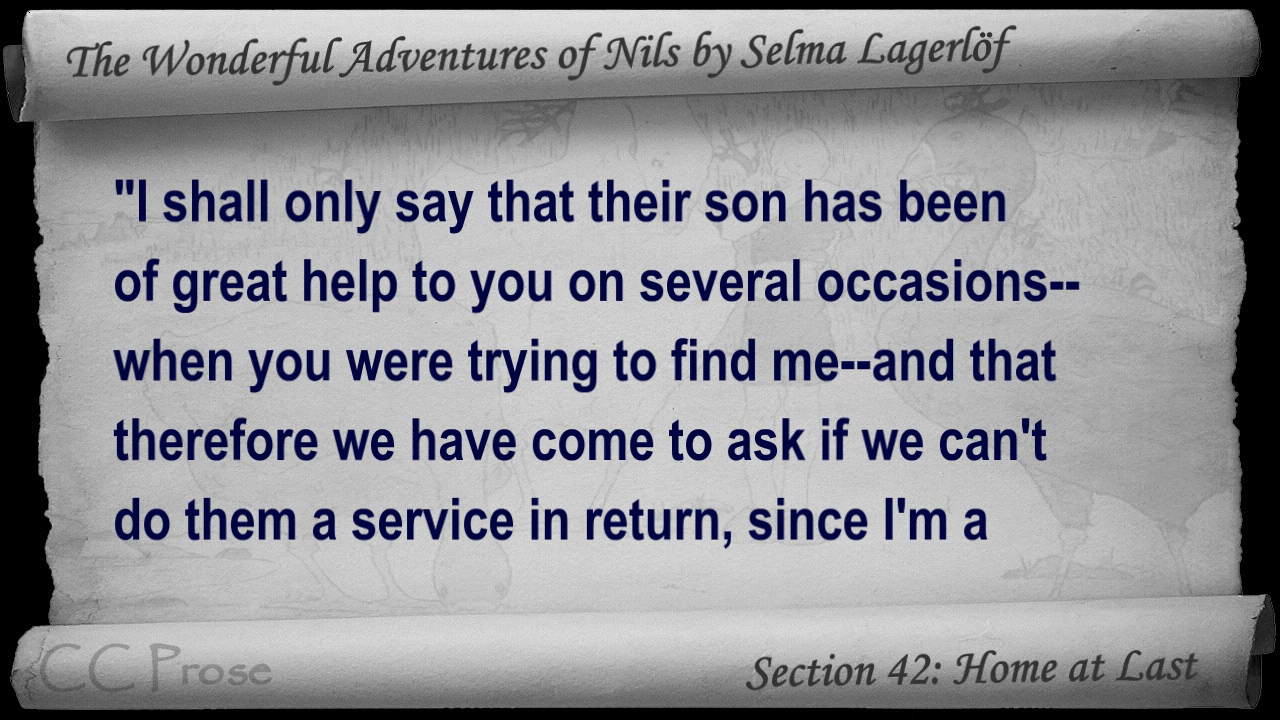 The Wonderful Adventures of Nils by Selma Lagerlöf
"I shall only say that their son has been
of great help to you on several occasions--
when you were trying to find me--and that
therefore we have come to ask if we can't
do them a service in return, since I'm a
CC Prose
Section 42: Home at Last